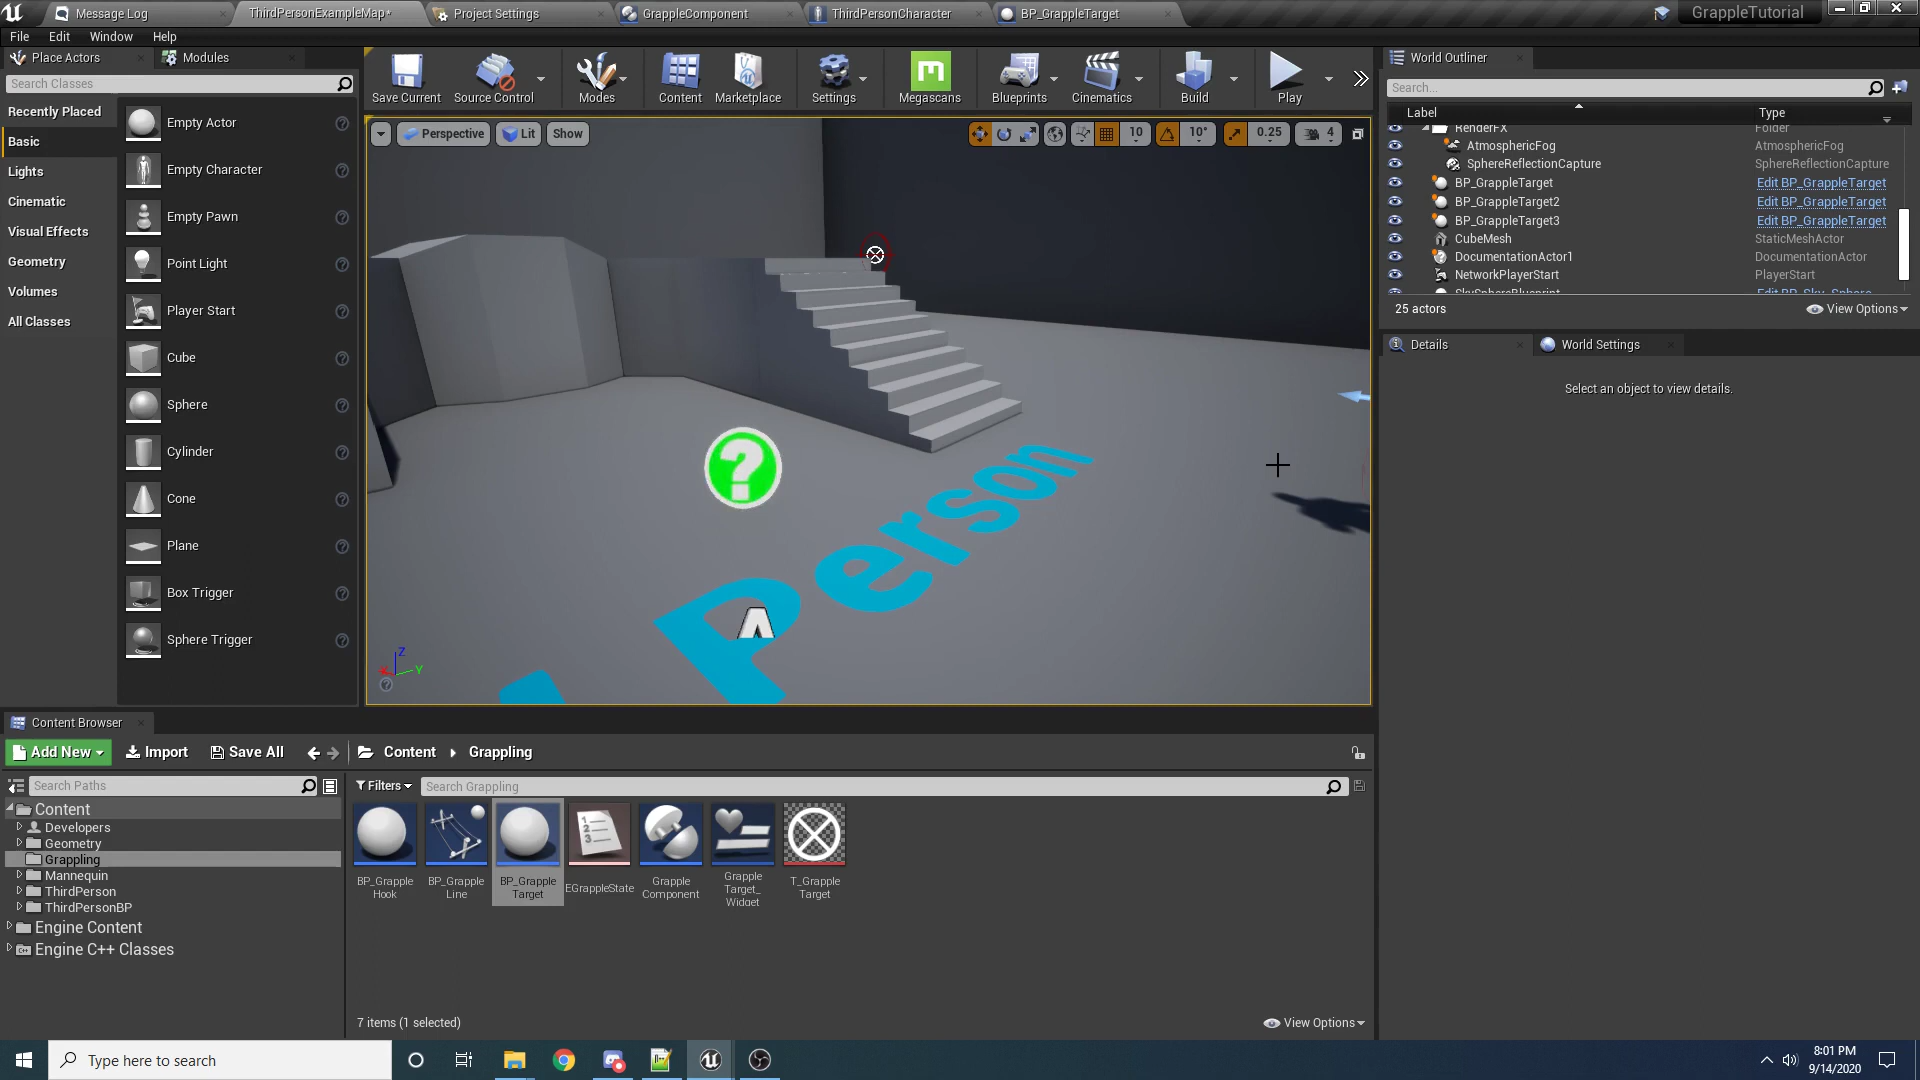 Message Log
ThirdPersonExampleMap*
Project Settings
GrappleComponent
ThirdPersonCharacter
BP_GrappleTarget
GrappleTutorial
File Edit Window Help
Place Actors
Modules
Search Classes
Recently Placed
Basic
Lights
Cinematic
Visual Effects
Geometry
Volumes
All Classes
Empty Actor
Empty Character
Empty Pawn
Point Light
Player Start
Cube
Sphere
Cylinder
Cone
Plane
Box Trigger
Sphere Trigger
Save Current
Source Control
Modes
Content
Marketplace
Settings
Megascans
Blueprints
Cinematics
Build
Play
Perspective
Lit
Show
10
10°
0.25
4
Person
Z
Y
World Outliner
Search...
Label Type
RenderFX Folder
AtmosphericFog AtmosphericFog
SphereReflectionCapture SphereReflectionCapture
BP_GrappleTarget Edit BP_GrappleTarget
BP_GrappleTarget2 Edit BP_GrappleTarget
BP_GrappleTarget3 Edit BP_GrappleTarget
CubeMesh StaticMeshActor
DocumentationActor1 DocumentationActor
NetworkPlayerStart PlayerStart
SkySphereBlueprint Edit BP_Sky_Sphere
25 actors
View Options
Details
World Settings
Select an object to view details.
Content Browser
Add New
Import
Save All
Content
Grappling
Search Paths
Filters
Search Grappling
Content
Developers
Geometry
Grappling
Mannequin
ThirdPerson
ThirdPersonBP
Engine Content
Engine C++ Classes
BP_Grapple
Hook
BP_Grapple
Line
BP_Grapple
Target
EGrappleState
Grapple
Component
Grapple
Target_
Widget
T_Grapple
Target
7 items (1 selected)
View Options
Type here to search
8:01 PM
9/14/2020